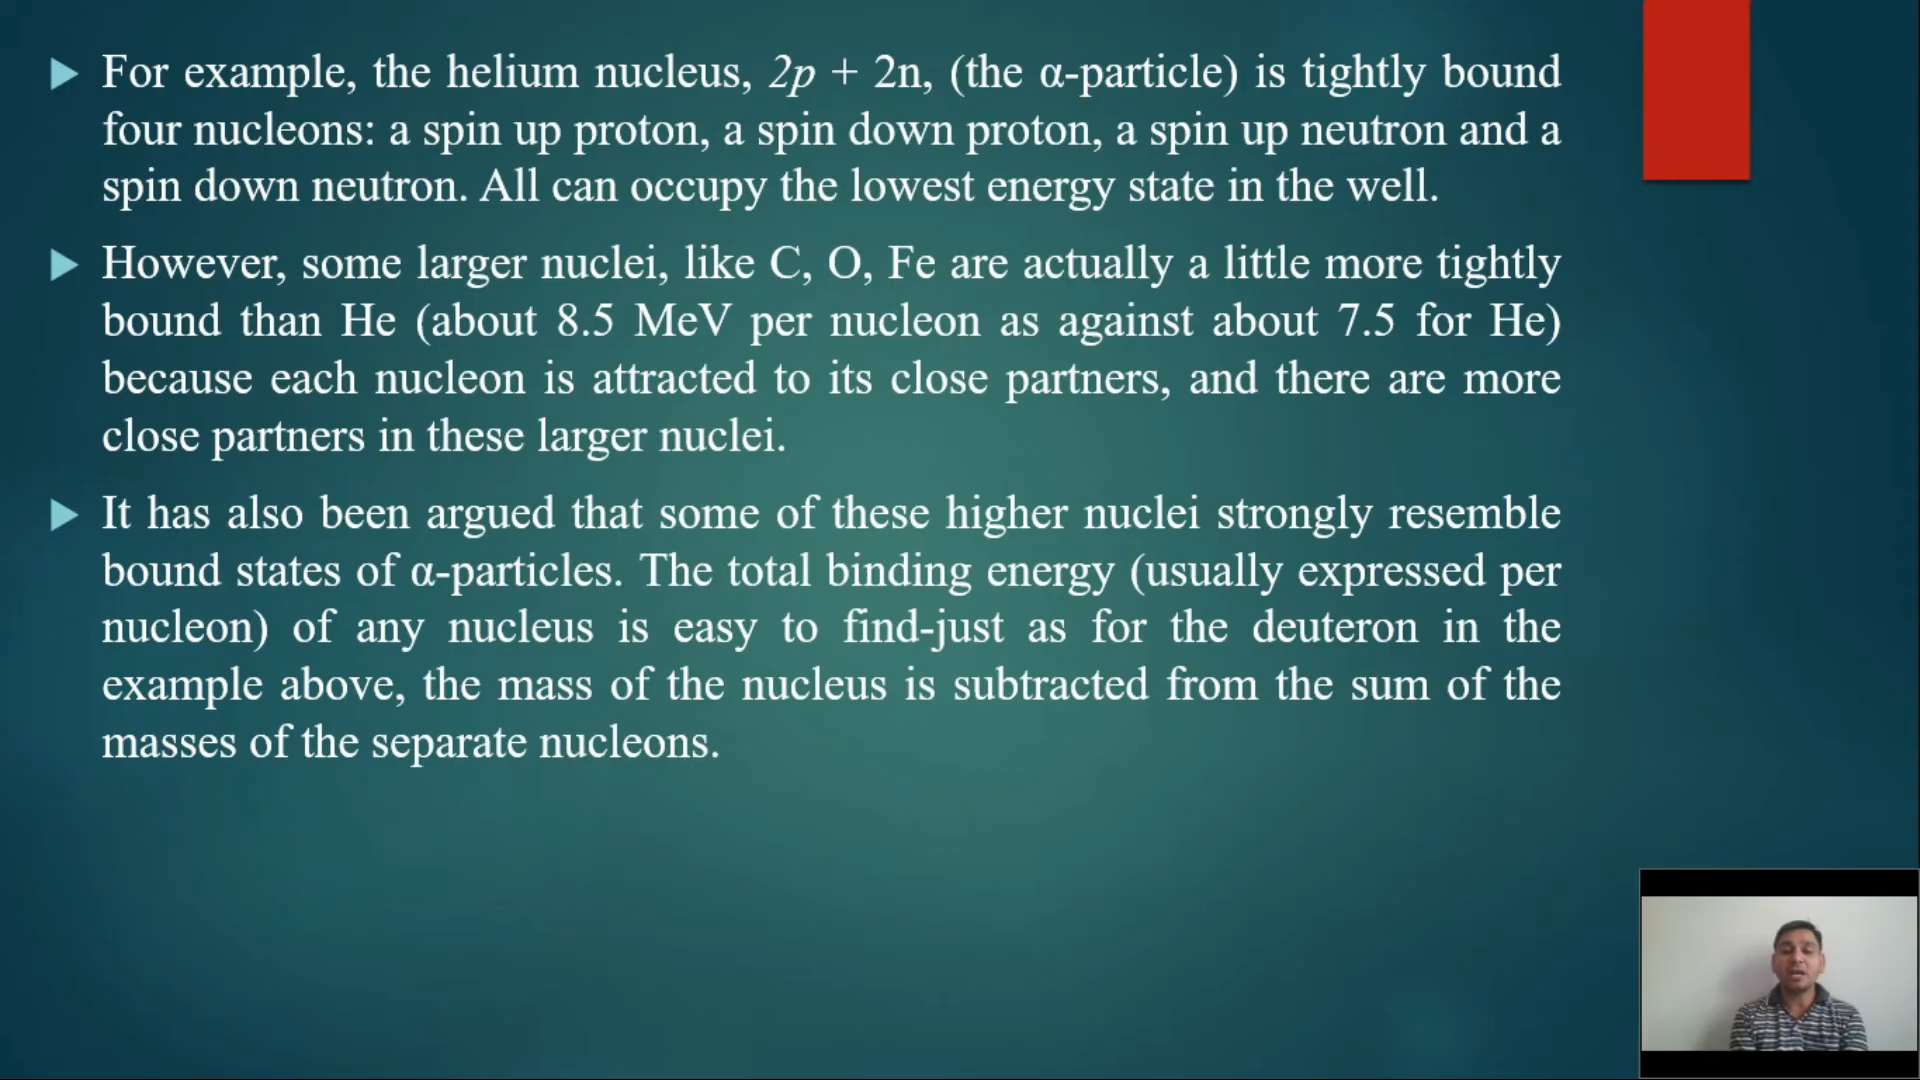 For example, the helium nucleus, 2p + 2n, (the α-particle) is tightly bound
four nucleons: a spin up proton, a spin down proton, a spin up neutron and a
spin down neutron. All can occupy the lowest energy state in the well.
However, some larger nuclei, like C, O, Fe are actually a little more tightly
bound than He (about 8.5 MeV per nucleon as against about 7.5 for He)
because each nucleon is attracted to its close partners, and there are more
close partners in these larger nuclei.
It has also been argued that some of these higher nuclei strongly resemble
bound states of α-particles. The total binding energy (usually expressed per
nucleon) of any nucleus is easy to find-just as for the deuteron in the
example above, the mass of the nucleus is subtracted from the sum of the
masses of the separate nucleons.